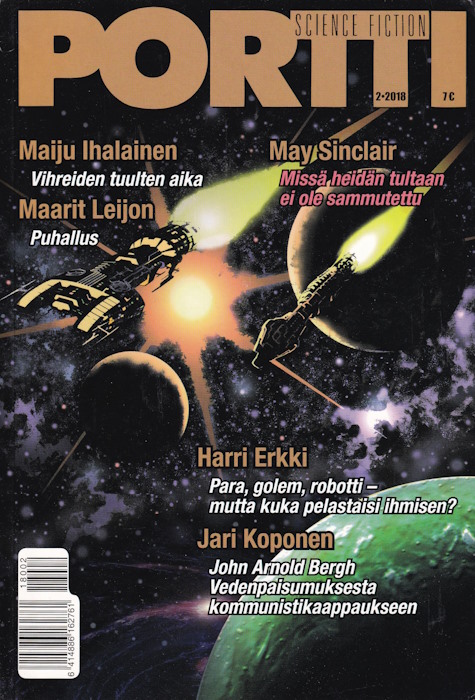 PORTTI
SCIENCE FICTION
2•2018
7 €
Maiju Ihalainen
Vihreiden tuulten aika
Maarit Leijon
Puhallus
May Sinclair
Missä heidän tultaan
ei ole sammutettu
Harri Erkki
Para, golem, robotti –
mutta kuka pelastaisi ihmisen?
Jari Koponen
John Arnold Bergh
Vedenpaisumuksesta
kommunistikaappaukseen
18002
6 414886 162761